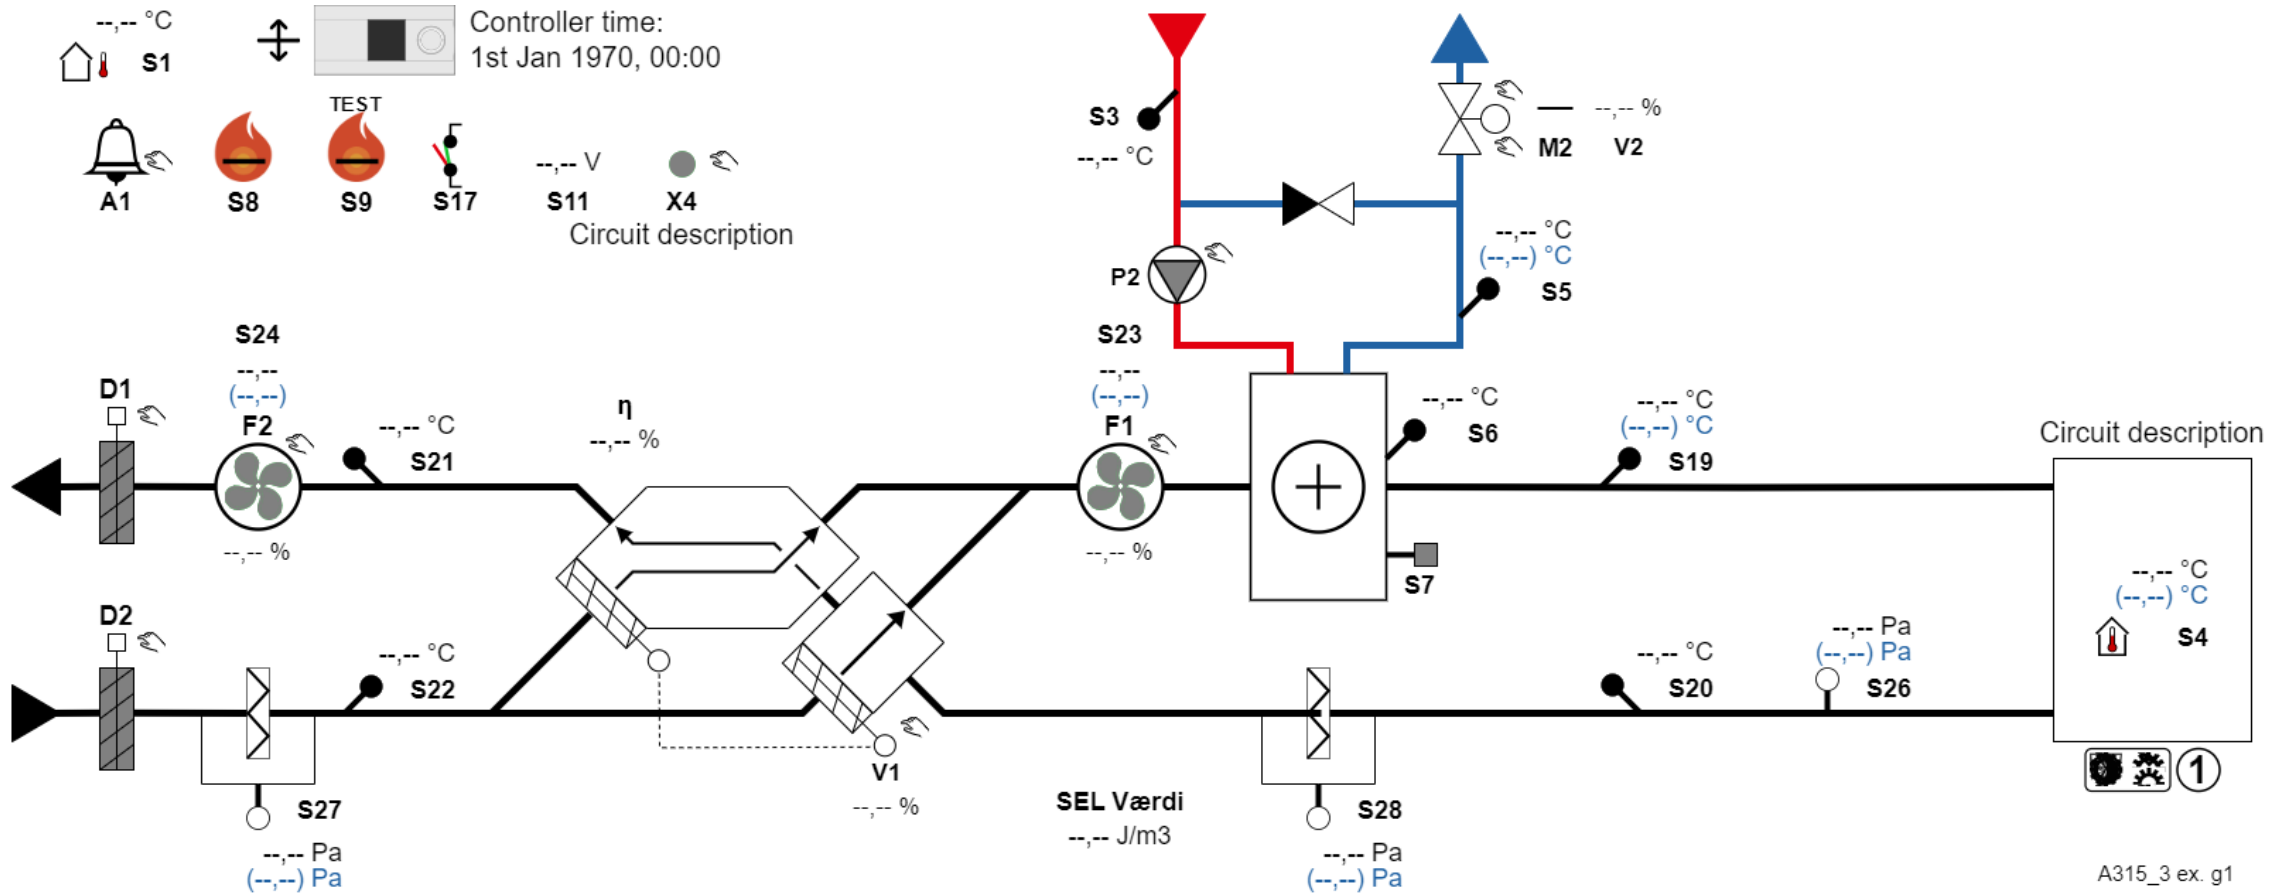 --,-- °C
S1
Controller time:
1st Jan 1970, 00:00
TEST
A1
S8
S9
S17
--,-- V
S11
X4
Circuit description
S3
--,-- °C
--,-- %
M2
V2
--,-- °C
(--,--) °C
S5
P2
S24
--,--
(--,--)
F2
--,-- %
D1
--,-- °C
S21
η
--,-- %
S23
--,--
(--,--)
F1
--,-- %
--,-- °C
S6
S7
--,-- °C
(--,--) °C
S19
Circuit description
--,-- °C
(--,--) °C
S4
1
D2
--,-- °C
S22
S27
--,-- Pa
(--,--) Pa
V1
--,-- %
SEL Værdi
--,-- J/m3
S28
--,-- Pa
(--,--) Pa
--,-- °C
S20
--,-- Pa
(--,--) Pa
S26
A315_3 ex. g1